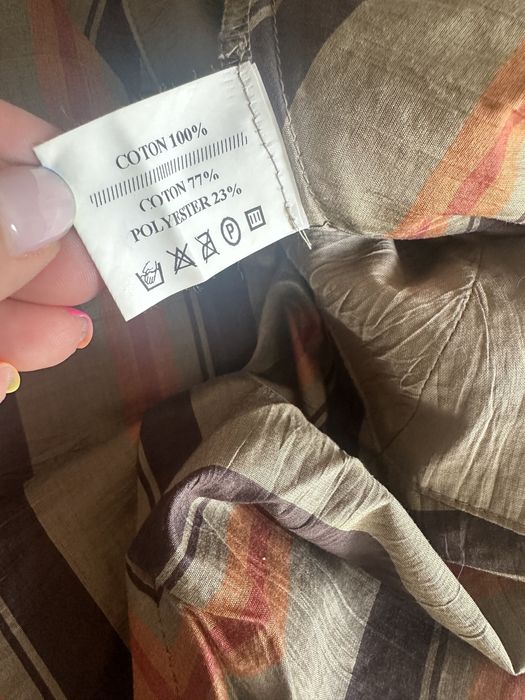 COTON 100%
COTON 77%
POLYESTER 23%
P